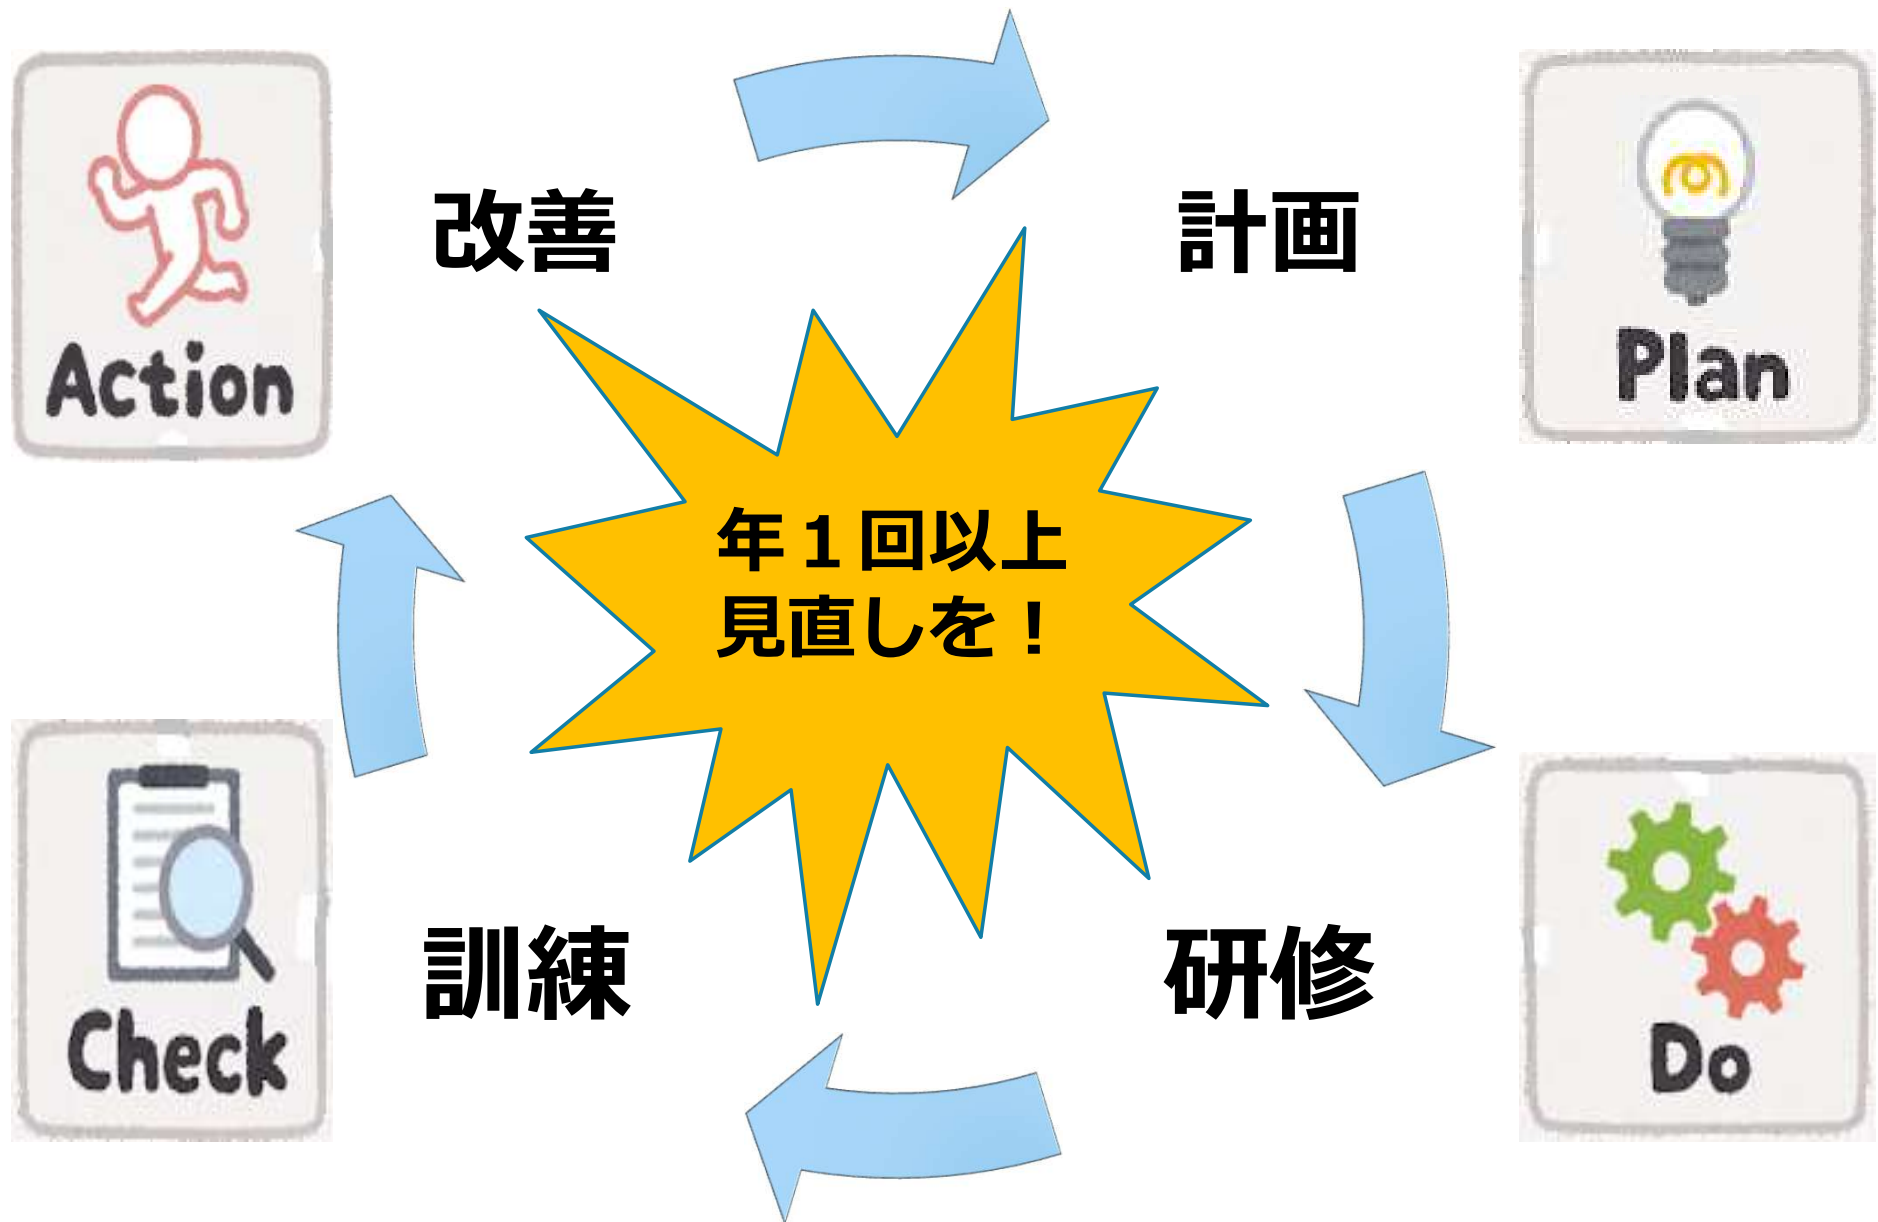 改善
計画
Action
Plan
年１回以上
見直しを！
訓練
研修
Check
Do